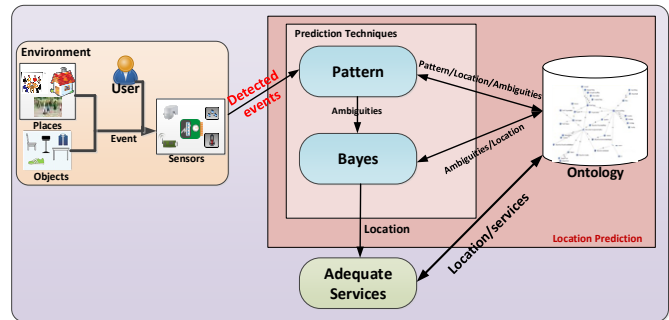 Environment
User
Places
Event
Objects
Sensors
Detected
events
Prediction Techniques
Pattern
Ambiguities
Bayes
Pattern/Location/Ambiguities
Ambiguities/Location
Ontology
Location
Location/services
Location Prediction
Adequate
Services